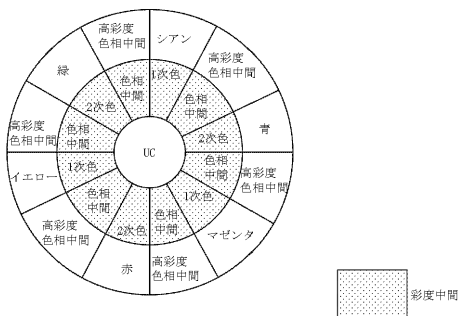 シアン
高彩度
色相中間
青
高彩度
色相中間
マゼンタ
高彩度
色相中間
赤
高彩度
色相中間
イエロー
高彩度
色相中間
緑
高彩度
色相中間
1次色
色相
中間
2次色
色相
中間
1次色
色相
中間
2次色
色相
中間
1次色
色相
中間
2次色
色相
中間
UC
彩度中間